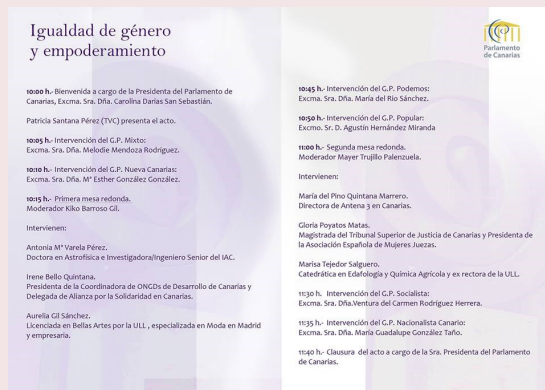 Igualdad de género
y empoderamiento
10:00 h.- Bienvenida a cargo de la Presidenta del Parlamento de
Canarias, Excma. Sra. Dña. Carolina Darias San Sebastián.
Patricia Santana Pérez (TVC) presenta el acto.
10:05 h.- Intervención del G.P. Mixto:
Excma. Sra. Dña. Melodie Mendoza Rodríguez.
10:10 h.- Intervención del G.P. Nueva Canarias:
Excma. Sra. Dña. Mª Esther González González.
10:15 h.- Primera mesa redonda.
Moderador Kiko Barroso Gil.
Intervienen:
Antonia Mª Varela Pérez.
Doctora en Astrofísica e Investigadora/Ingeniero Senior del IAC.
Irene Bello Quintana.
Presidenta de la Coordinadora de ONGDs de Desarrollo de Canarias y
Delegada de Alianza por la Solidaridad en Canarias.
Aurelia Gil Sánchez.
Licenciada en Bellas Artes por la ULL , especializada en Moda en Madrid
y empresaria.
Parlamento
de Canarias
10:45 h.- Intervención del G.P. Podemos:
Excma. Sra. Dña. María del Río Sánchez.
10:50 h.- Intervención del G.P. Popular:
Excmo. Sr. D. Agustín Hernández Miranda
11:00 h.- Segunda mesa redonda.
Moderador Mayer Trujillo Palenzuela.
Intervienen:
María del Pino Quintana Marrero.
Directora de Antena 3 en Canarias.
Gloria Poyatos Matas.
Magistrada del Tribunal Superior de Justicia de Canarias y Presidenta de
la Asociación Española de Mujeres Juezas.
Marisa Tejedor Salguero.
Catedrática en Edafología y Química Agrícola y ex rectora de la ULL.
11:30 h. Intervención del G.P. Socialista:
Excma. Sra. Dña.Ventura del Carmen Rodríguez Herrera.
11:35 h.- Intervención del G.P. Nacionalista Canario:
Excma. Sra. Dña. María Guadalupe González Taño.
11:40 h.- Clausura del acto a cargo de la Sra. Presidenta del Parlamento
de Canarias.